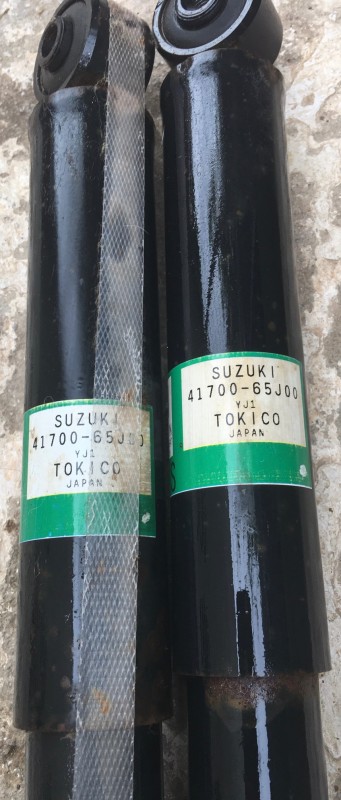 SUZUKI
41700-65J00
YJ1
TOKICO
JAPAN
SUZUKI
41700-65J00
YJ1
TOKICO
JAPAN